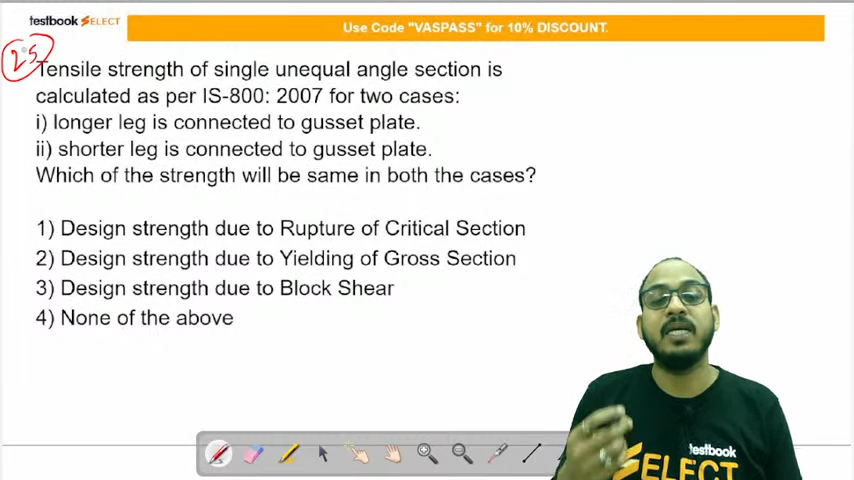 testbook SELECT
Use Code "VASPASS" for 10% DISCOUNT.
25
Tensile strength of single unequal angle section is
calculated as per IS-800: 2007 for two cases:
i) longer leg is connected to gusset plate.
ii) shorter leg is connected to gusset plate.
Which of the strength will be same in both the cases?
1) Design strength due to Rupture of Critical Section
2) Design strength due to Yielding of Gross Section
3) Design strength due to Block Shear
4) None of the above
testbook
SELECT